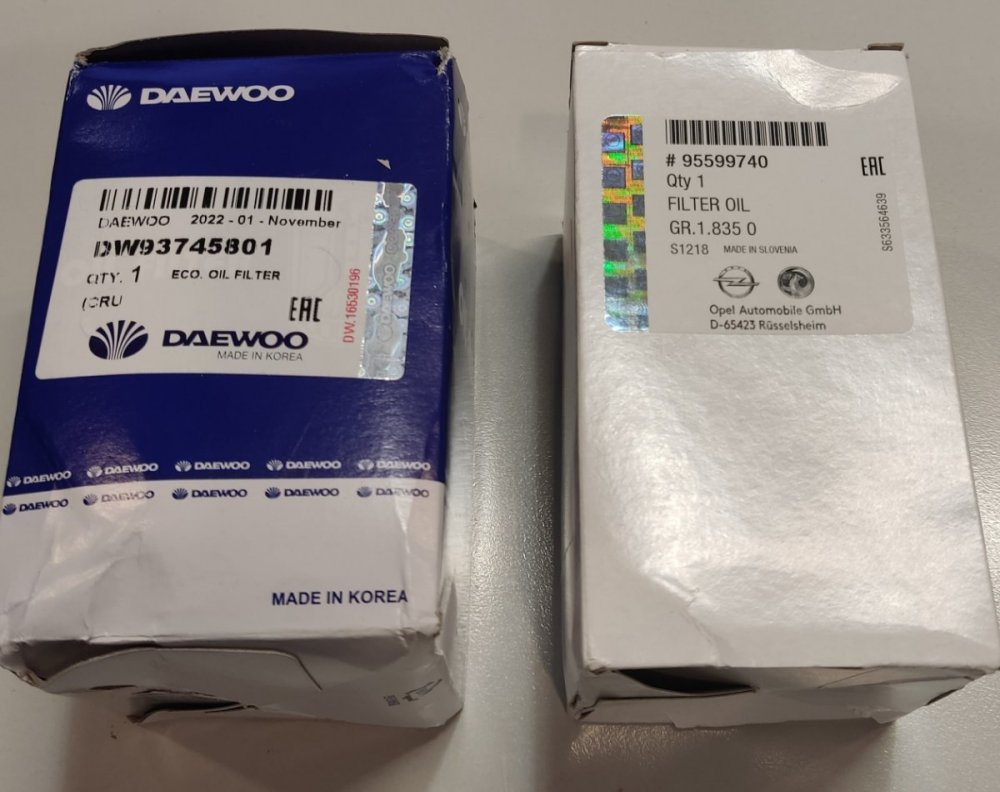 DAEWOO
DAEWOO 2022 - 01 - November
DW93745801
QTY. 1 ECO. OIL FILTER
(CRU
EAC
DW.16530196
DAEWOO
MADE IN KOREA
DAEWOO DAEWOO DAEWOO DAEWOO DAEWOO
DAEWOO DAEWOO DAEWOO DAEWOO DAEWOO
MADE IN KOREA
# 95599740
EAC
Qty 1
FILTER OIL
GR.1.835 0
S1218 MADE IN SLOVENIA
S633564639
Opel Automobile GmbH
D-65423 Rüsselsheim